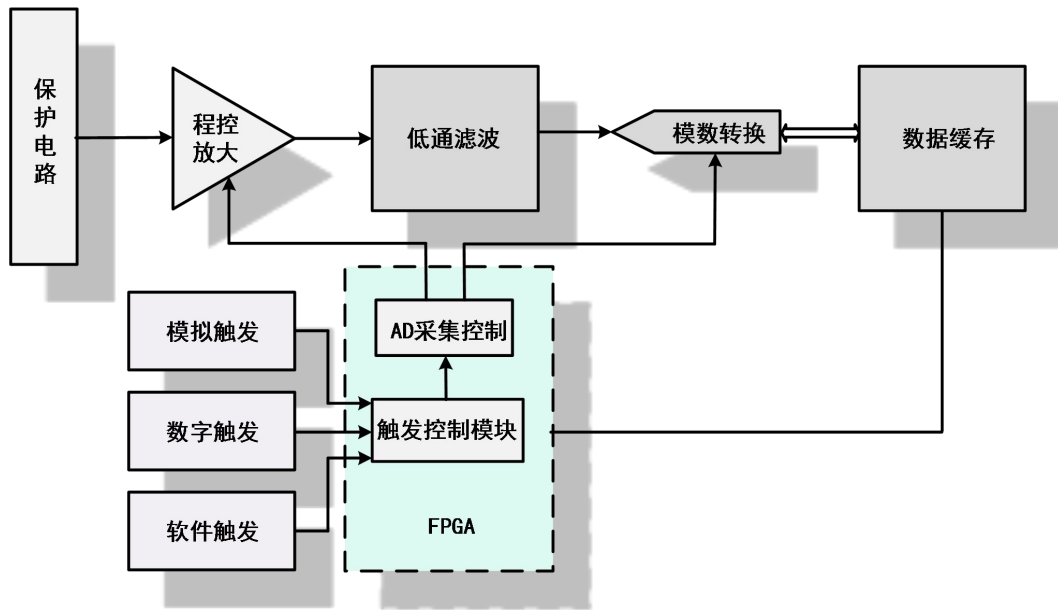 保
护
电
路
程控
放大
低通滤波
模数转换
数据缓存
模拟触发
AD采集控制
数字触发
触发控制模块
软件触发
FPGA